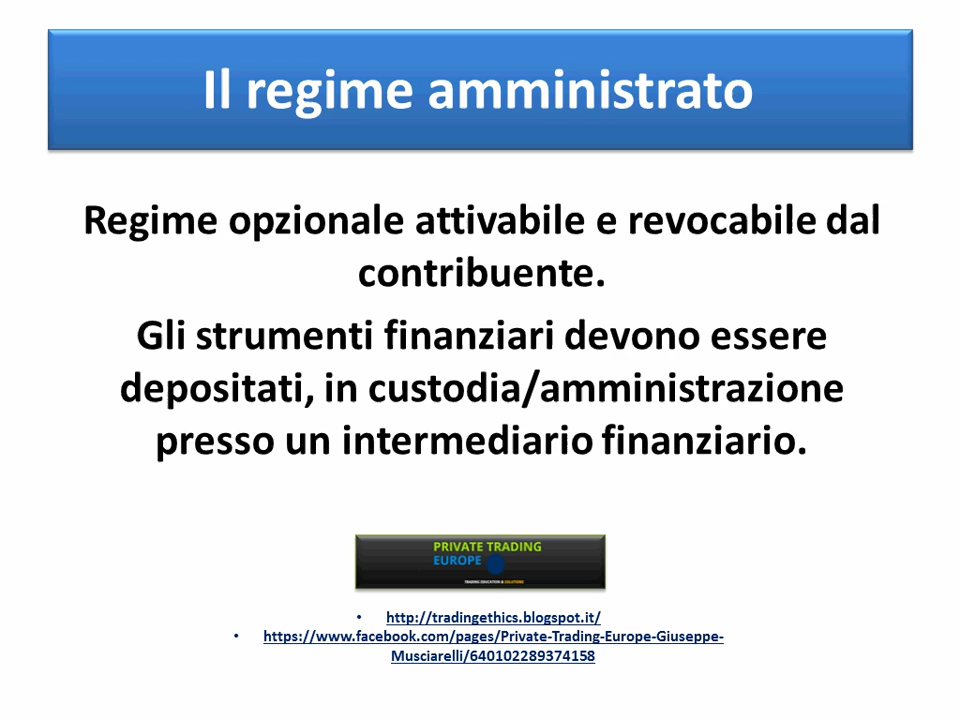 Il regime amministrato
Regime opzionale attivabile e revocabile dal
contribuente.
Gli strumenti finanziari devono essere
depositati, in custodia/amministrazione
presso un intermediario finanziario.
PRIVATE TRADING
EUROPE
TRADING EDUCATION & SOLUTIONS
• http://tradingethics.blogspot.it/
• https://www.facebook.com/pages/Private-Trading-Europe-Giuseppe-
Musciarelli/640102289374158